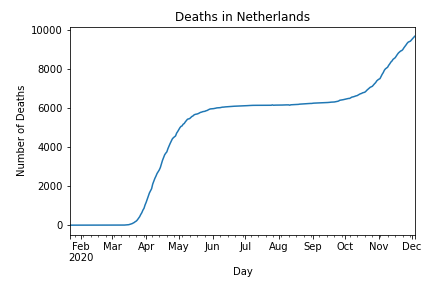 Deaths in Netherlands
10000
8000
6000
4000
2000
0
Number of Deaths
Feb Mar Apr May Jun Jul Aug Sep Oct Nov Dec
2020
Day